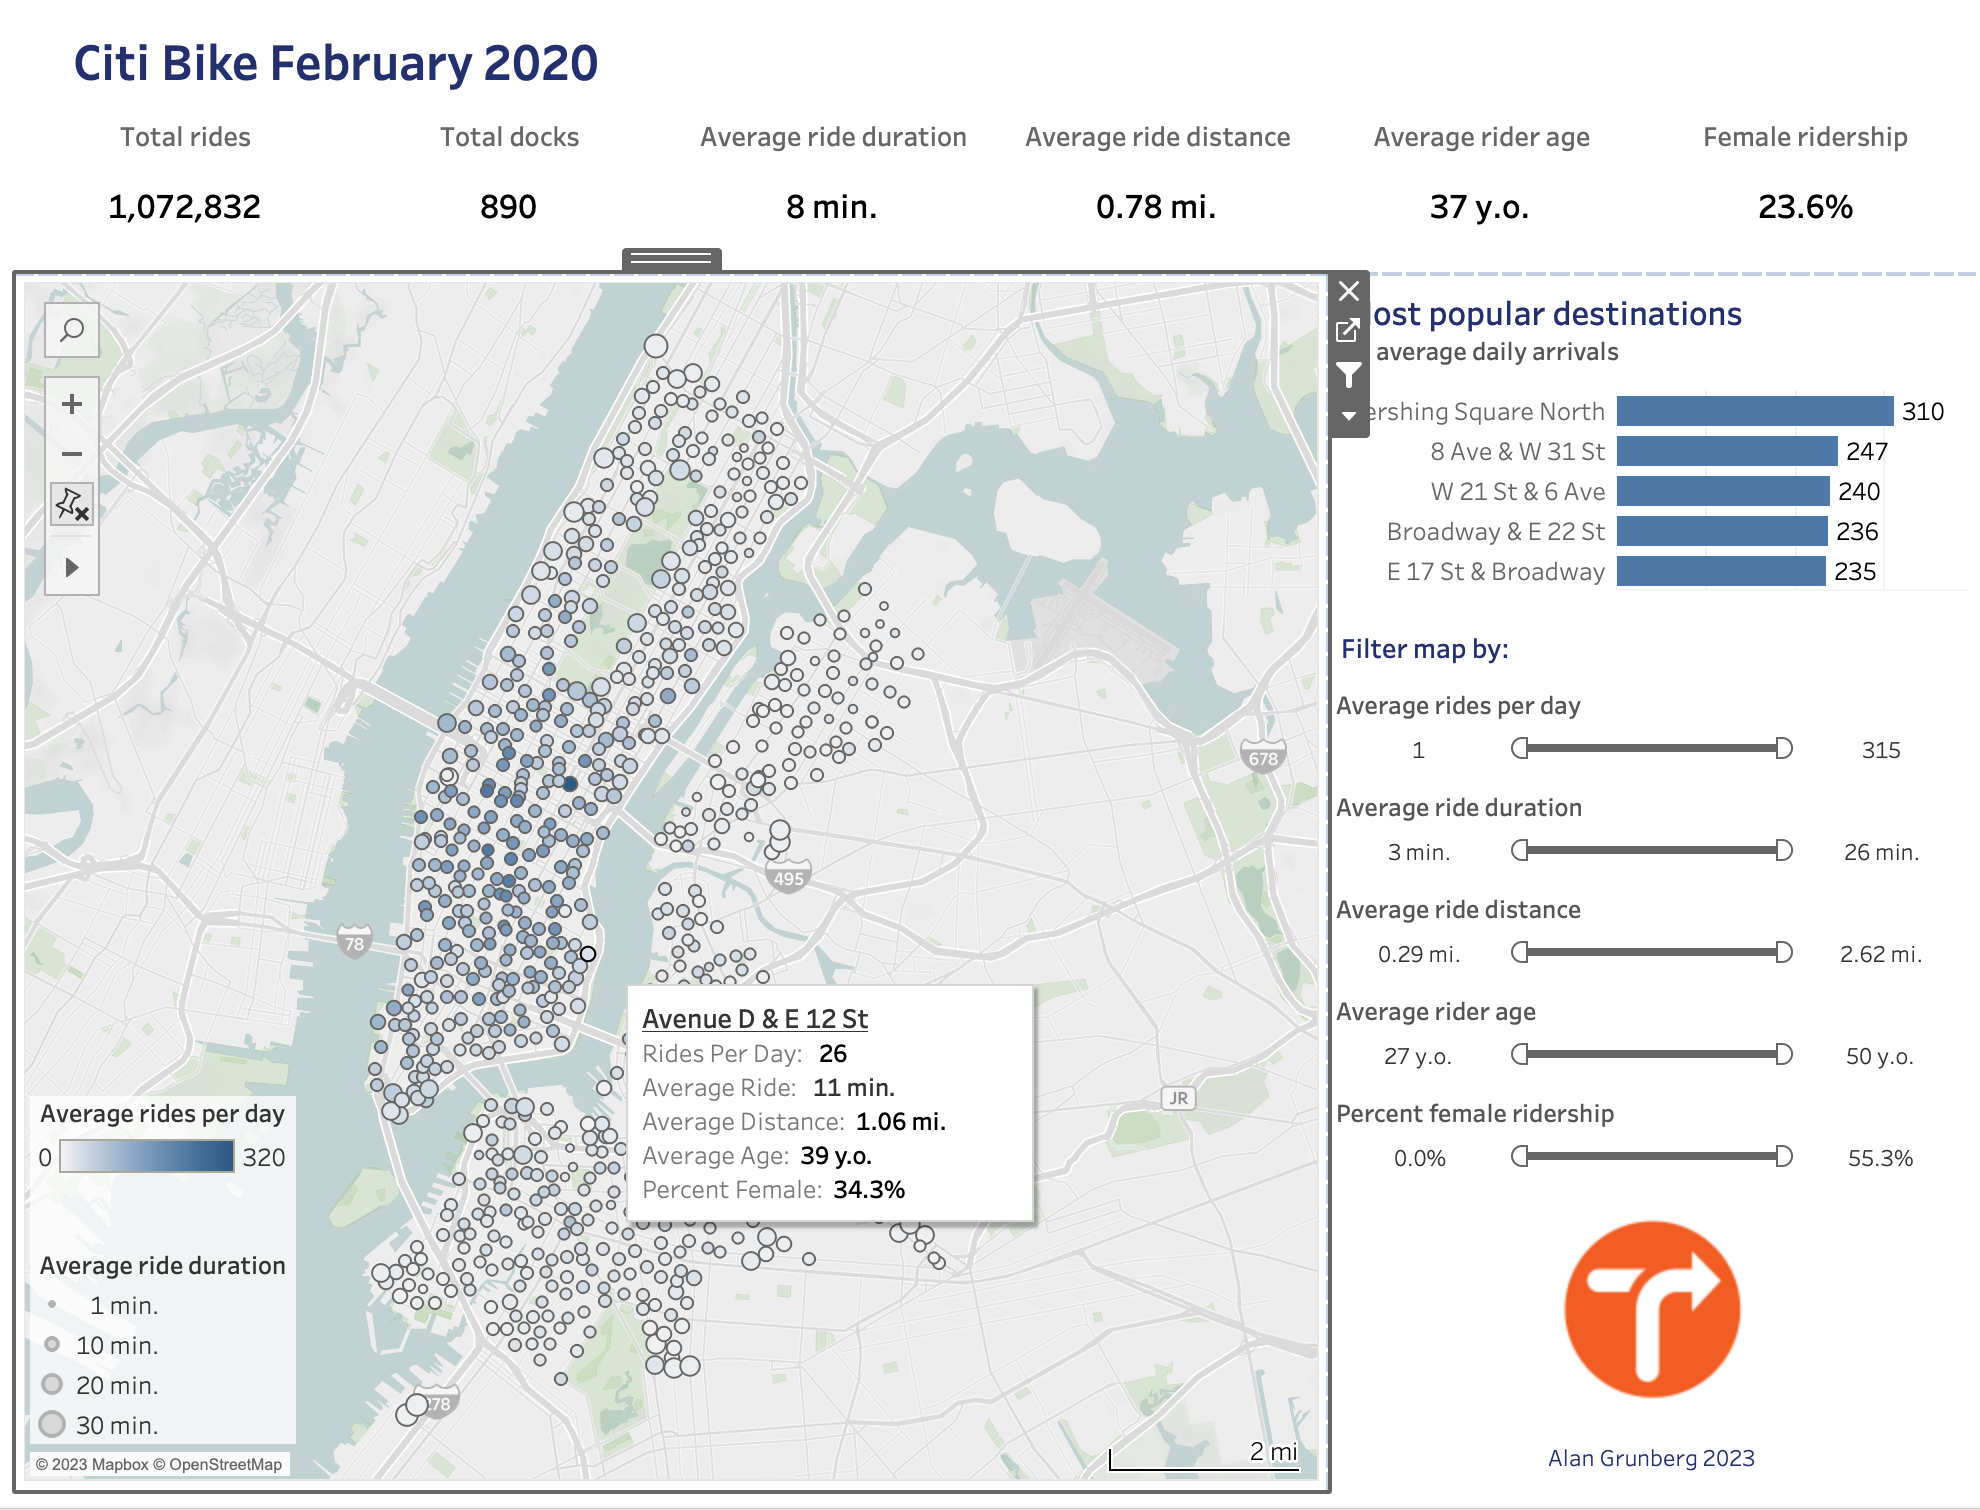 Citi Bike February 2020
Total rides
Total docks
Average ride duration
Average ride distance
Average rider age
Female ridership
1,072,832
890
8 min.
0.78 mi.
37 y.o.
23.6%
ost popular destinations
average daily arrivals
ershing Square North 310
8 Ave & W 31 St 247
W 21 St & 6 Ave 240
Broadway & E 22 St 236
E 17 St & Broadway 235
Filter map by:
Average rides per day
1 315
Average ride duration
3 min. 26 min.
Average ride distance
0.29 mi. 2.62 mi.
Average rider age
27 y.o. 50 y.o.
Percent female ridership
0.0% 55.3%
Alan Grunberg 2023
678
495
78
JR
278
Avenue D & E 12 St
Rides Per Day: 26
Average Ride: 11 min.
Average Distance: 1.06 mi.
Average Age: 39 y.o.
Percent Female: 34.3%
Average rides per day
0 320
Average ride duration
1 min.
10 min.
20 min.
30 min.
© 2023 Mapbox © OpenStreetMap
2 mi